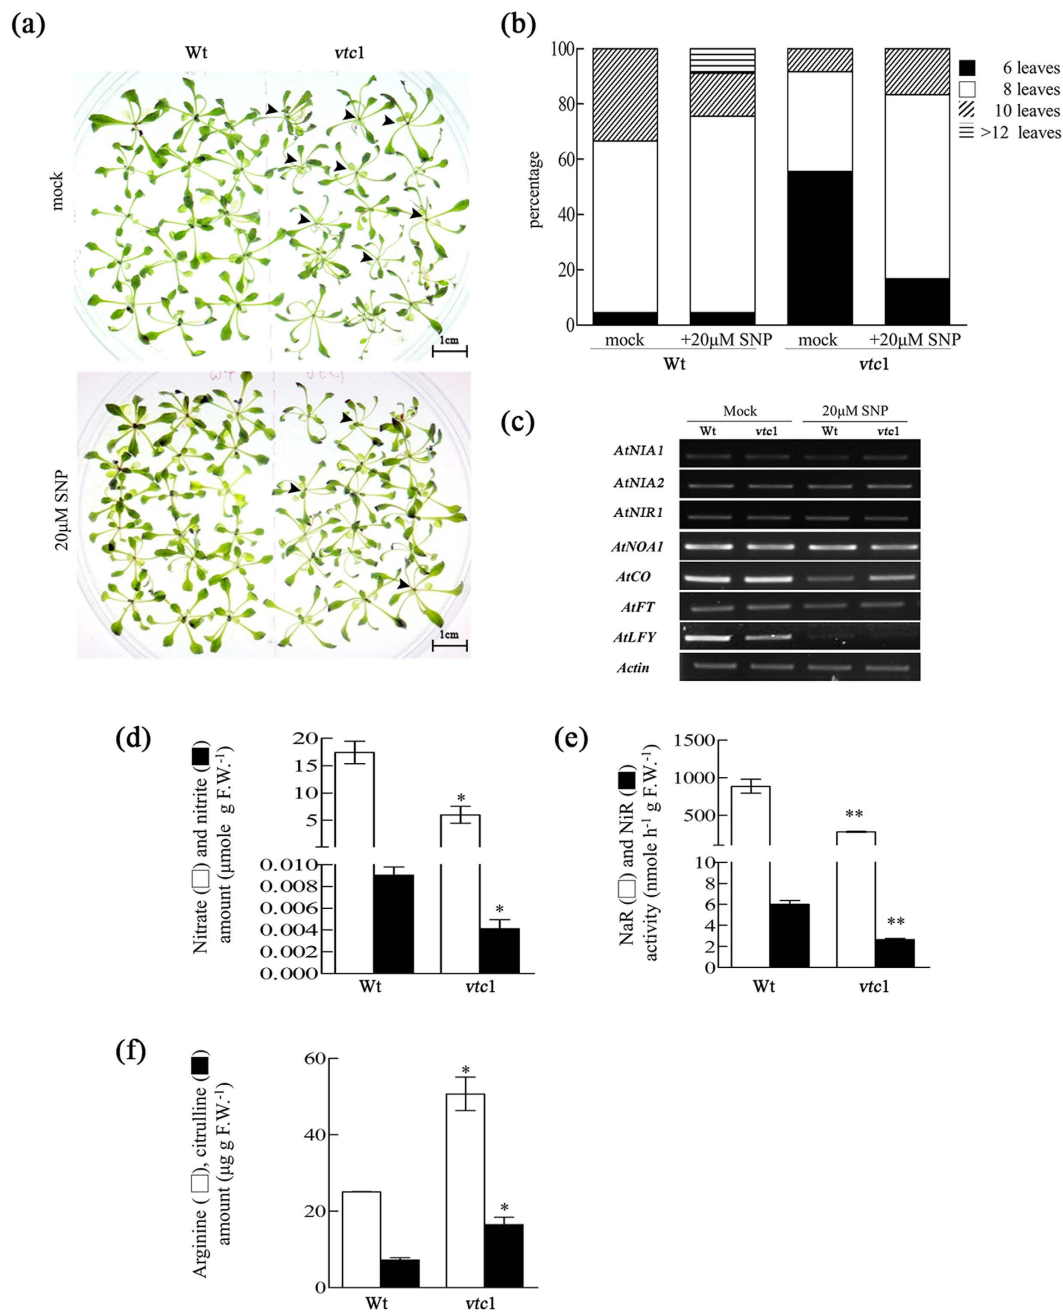 (a)
Wt vtc1
mock
1cm
20μM SNP
1cm
(b)
percentage
100
80
60
40
20
0
mock +20μM SNP mock +20μM SNP
Wt vtc1
6 leaves
8 leaves
10 leaves
>12 leaves
(c)
Mock 20μM SNP
Wt vtc1 Wt vtc1
AtNIA1
AtNIA2
AtNIR1
AtNOA1
AtCO
AtFT
AtLFY
Actin
(d)
Nitrate (□) and nitrite (■)
amount (μmole g F.W.⁻¹)
20
15
10
5
0.010
0.008
0.006
0.004
0.002
0.000
*
*
Wt vtc1
(e)
NaR (□) and NiR (■)
activity (nmole h⁻¹ g F.W.⁻¹)
1500
1000
500
10
8
6
4
2
0
**
**
Wt vtc1
(f)
Arginine (□), citrulline (■)
amount (μg g F.W.⁻¹)
60
40
20
0
*
*
Wt vtc1